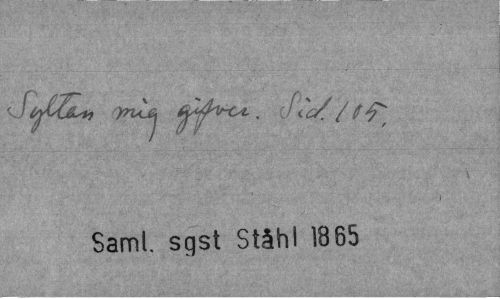 Syltan mig gifver. Sid. 105.
Saml. sgst Ståhl 1865